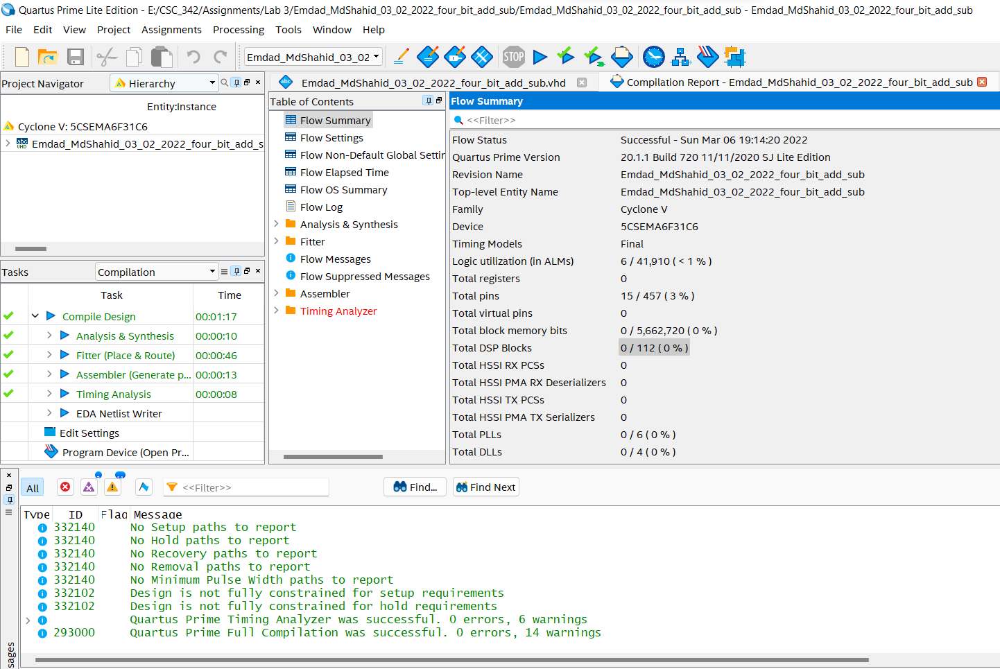 Quartus Prime Lite Edition - E:/CSC_342/Assignments/Lab 3/Emdad_MdShahid_03_02_2022_four_bit_add_sub/Emdad_MdShahid_03_02_2022_four_bit_add_sub - Emdad_MdShahid_03_02_2022_four_bit_add_sub
File Edit View Project Assignments Processing Tools Window Help
Emdad_MdShahid_03_02
STOP
Project Navigator
Hierarchy
Entity:Instance
Cyclone V: 5CSEMA6F31C6
abc VHD Emdad_MdShahid_03_02_2022_four_bit_add_s
Tasks
Compilation
Task Time
Compile Design 00:01:17
Analysis & Synthesis 00:00:10
Fitter (Place & Route) 00:00:46
Assembler (Generate p... 00:00:13
Timing Analysis 00:00:08
EDA Netlist Writer
Edit Settings
Program Device (Open Pr...
abc Emdad_MdShahid_03_02_2022_four_bit_add_sub.vhd
Compilation Report - Emdad_MdShahid_03_02_2022_four_bit_add_sub
Table of Contents
Flow Summary
Flow Settings
Flow Non-Default Global Settin
Flow Elapsed Time
Flow OS Summary
Flow Log
Analysis & Synthesis
Fitter
Flow Messages
Flow Suppressed Messages
Assembler
Timing Analyzer
Flow Summary
<<Filter>>
Flow Status Successful - Sun Mar 06 19:14:20 2022
Quartus Prime Version 20.1.1 Build 720 11/11/2020 SJ Lite Edition
Revision Name Emdad_MdShahid_03_02_2022_four_bit_add_sub
Top-level Entity Name Emdad_MdShahid_03_02_2022_four_bit_add_sub
Family Cyclone V
Device 5CSEMA6F31C6
Timing Models Final
Logic utilization (in ALMs) 6 / 41,910 ( < 1 % )
Total registers 0
Total pins 15 / 457 ( 3 % )
Total virtual pins 0
Total block memory bits 0 / 5,662,720 ( 0 % )
Total DSP Blocks 0 / 112 ( 0 % )
Total HSSI RX PCSs 0
Total HSSI PMA RX Deserializers 0
Total HSSI TX PCSs 0
Total HSSI PMA TX Serializers 0
Total PLLs 0 / 6 ( 0 % )
Total DLLs 0 / 4 ( 0 % )
All
<<Filter>>
Find...
Find Next
Type ID Flag Message
332140 No Setup paths to report
332140 No Hold paths to report
332140 No Recovery paths to report
332140 No Removal paths to report
332140 No Minimum Pulse Width paths to report
332102 Design is not fully constrained for setup requirements
332102 Design is not fully constrained for hold requirements
Quartus Prime Timing Analyzer was successful. 0 errors, 6 warnings
293000 Quartus Prime Full Compilation was successful. 0 errors, 14 warnings
sages